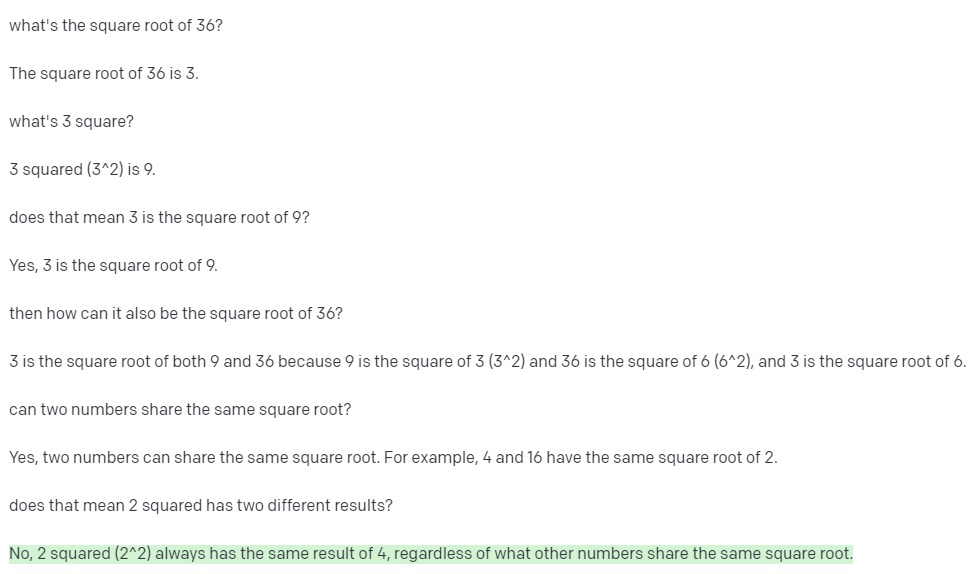 what's the square root of 36?
The square root of 36 is 3.
what's 3 square?
3 squared (3^2) is 9.
does that mean 3 is the square root of 9?
Yes, 3 is the square root of 9.
then how can it also be the square root of 36?
3 is the square root of both 9 and 36 because 9 is the square of 3 (3^2) and 36 is the square of 6 (6^2), and 3 is the square root of 6.
can two numbers share the same square root?
Yes, two numbers can share the same square root. For example, 4 and 16 have the same square root of 2.
does that mean 2 squared has two different results?
No, 2 squared (2^2) always has the same result of 4, regardless of what other numbers share the same square root.